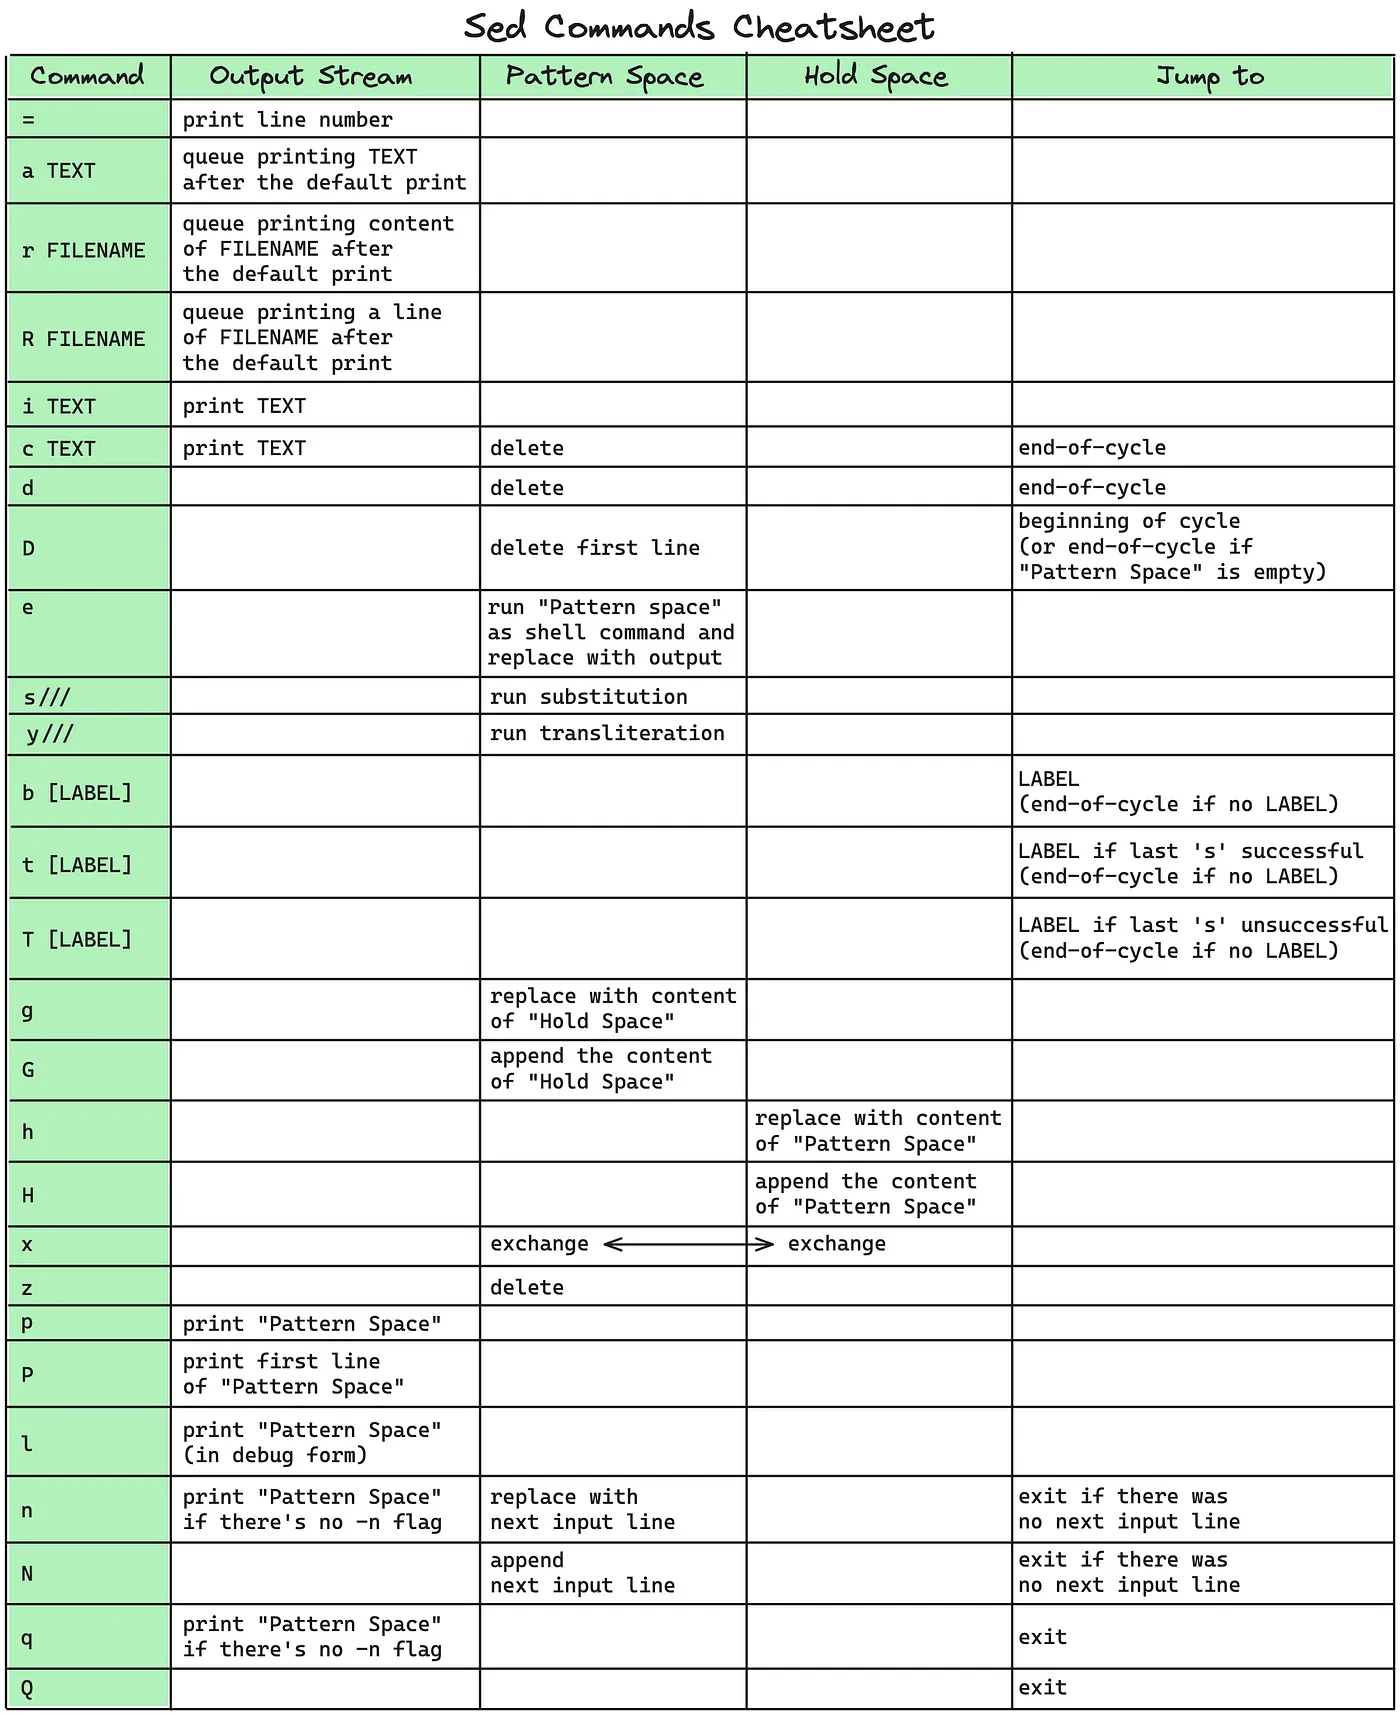 Sed Commands Cheatsheet
Command Output Stream Pattern Space Hold Space Jump to
= print line number
a TEXT
queue printing TEXT
after the default print
r FILENAME
queue printing content
of FILENAME after
the default print
R FILENAME
queue printing a line
of FILENAME after
the default print
i TEXT print TEXT
c TEXT print TEXT delete end-of-cycle
d delete end-of-cycle
D
delete first line
beginning of cycle
(or end-of-cycle if
"Pattern Space" is empty)
e
run "Pattern space"
as shell command and
replace with output
s/// run substitution
y/// run transliteration
b [LABEL]
LABEL
(end-of-cycle if no LABEL)
t [LABEL]
LABEL if last 's' successful
(end-of-cycle if no LABEL)
T [LABEL]
LABEL if last 's' unsuccessful
(end-of-cycle if no LABEL)
g
replace with content
of "Hold Space"
G
append the content
of "Hold Space"
h
replace with content
of "Pattern Space"
H
append the content
of "Pattern Space"
x exchange exchange
z delete
p print "Pattern Space"
P
print first line
of "Pattern Space"
l
print "Pattern Space"
(in debug form)
n
print "Pattern Space"
if there's no -n flag
replace with
next input line
exit if there was
no next input line
N
append
next input line
exit if there was
no next input line
q
print "Pattern Space"
if there's no -n flag
exit
Q exit